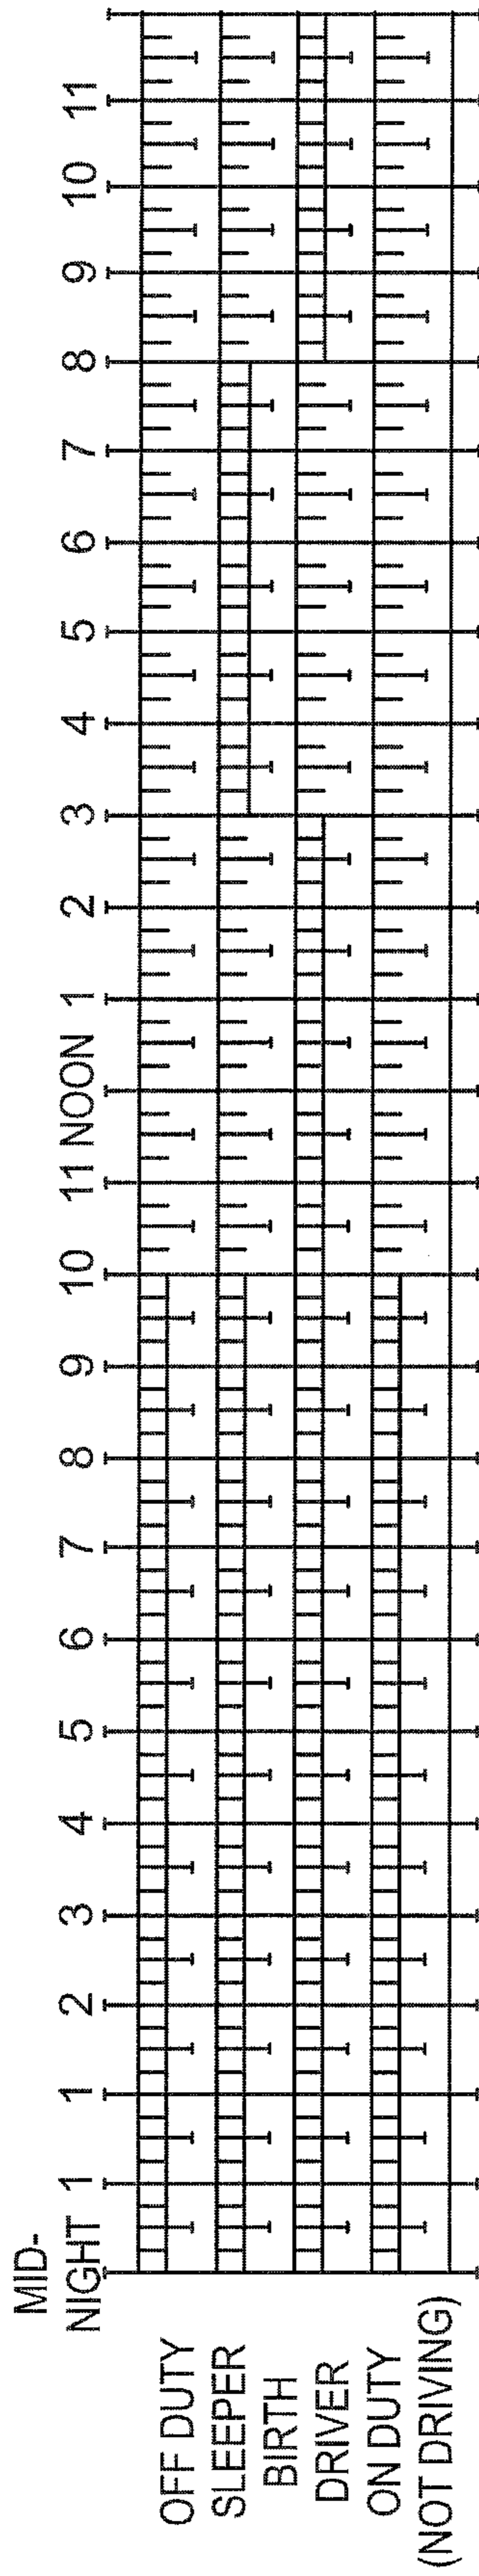 MID-
NIGHT 1 1 2 3 4 5 6 7 8 9 10 11 NOON 1 2 3 4 5 6 7 8 9 10 11
OFF DUTY
SLEEPER
BIRTH
DRIVER
ON DUTY
(NOT DRIVING)